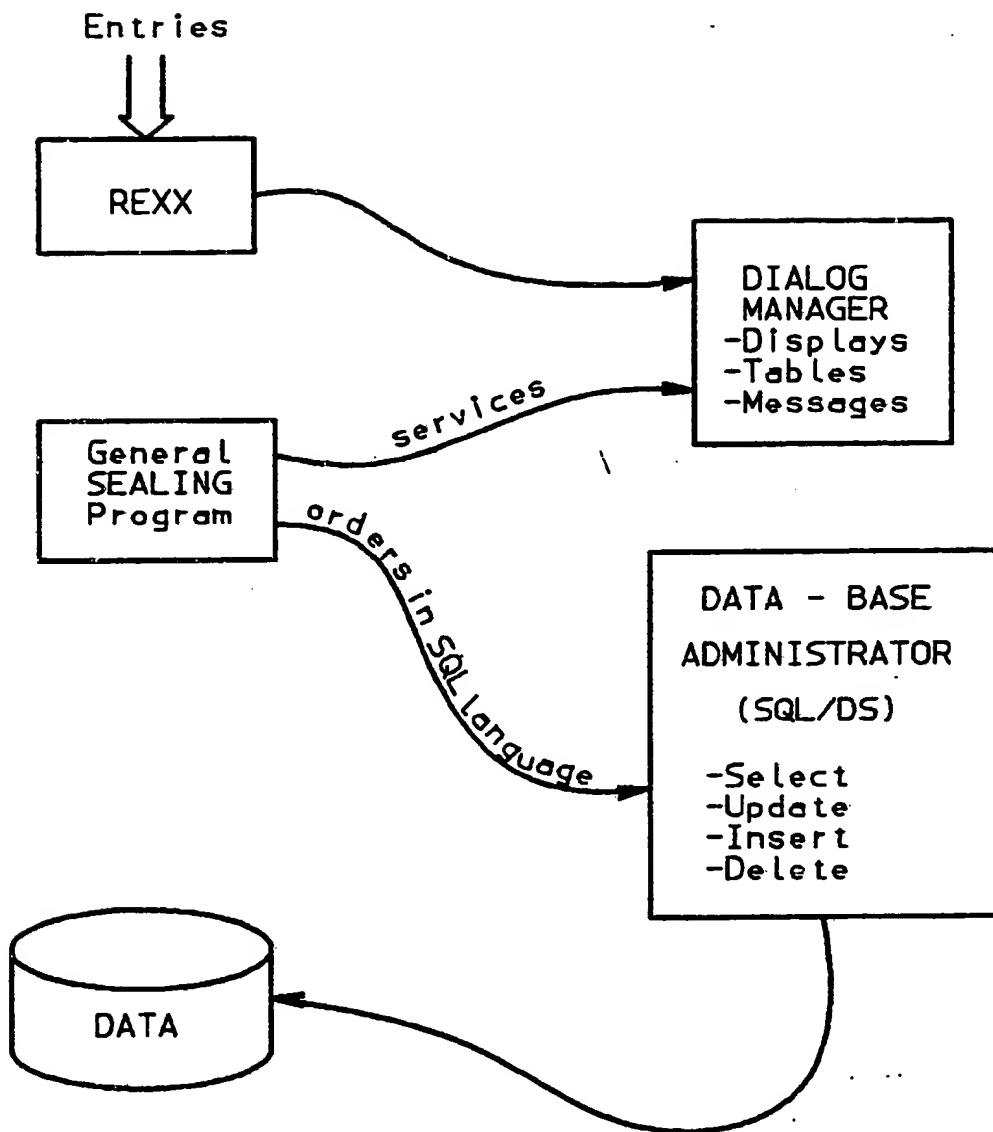 Entries
REXX
DIALOG
MANAGER
-Displays
-Tables
-Messages
services
General
SEALING
Program
orders in SQL language
DATA - BASE
ADMINISTRATOR
(SQL/DS)
-Select
-Update
-Insert
-Delete
DATA